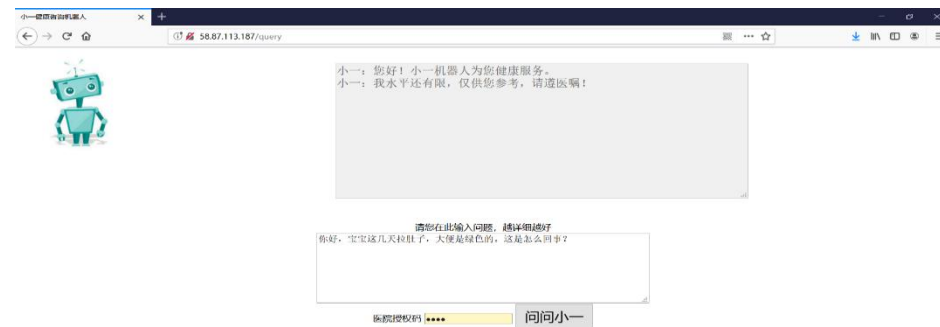 小一健康咨询机器人
58.87.113.187/query
小一：您好！小一机器人为您健康服务。
小一：我水平还有限，仅供您参考，请遵医嘱！
请您在此输入问题，越详细越好
你好，宝宝这几天拉肚子，大便是绿色的，这是怎么回事？
医院授权码 ●●●●
问问小一